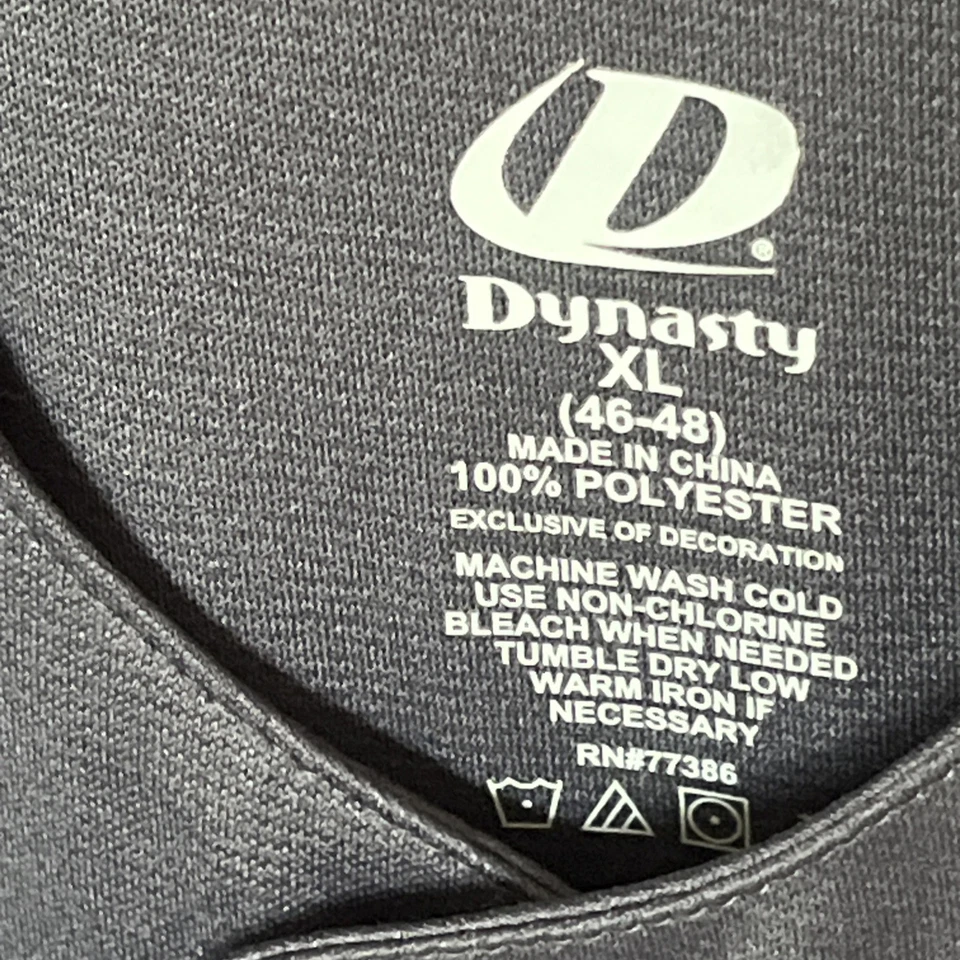 D®
Dynasty
XL
(46-48)
MADE IN CHINA
100% POLYESTER
EXCLUSIVE OF DECORATION
MACHINE WASH COLD
USE NON-CHLORINE
BLEACH WHEN NEEDED
TUMBLE DRY LOW
WARM IRON IF
NECESSARY
RN#77386